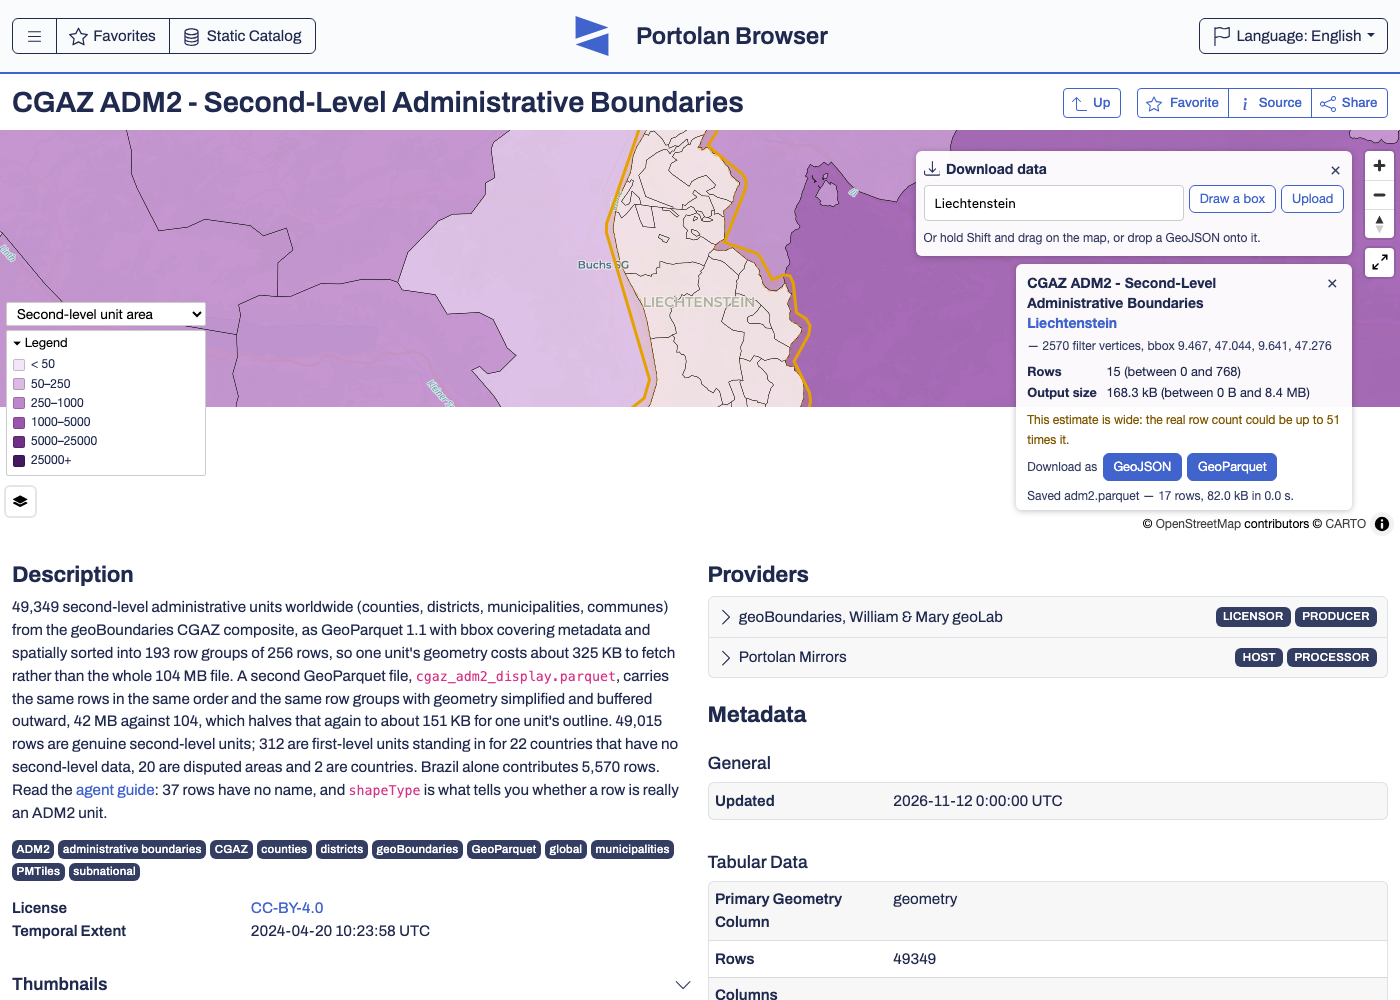 Favorites
Static Catalog
Portolan Browser
Language: English
CGAZ ADM2 - Second-Level Administrative Boundaries
Up
Favorite
Source
Share
Download data
Liechtenstein
Draw a box
Upload
Or hold Shift and drag on the map, or drop a GeoJSON onto it.
Buchs SG
LIECHTENSTEIN
CGAZ ADM2 - Second-Level
Administrative Boundaries
Liechtenstein
— 2570 filter vertices, bbox 9.467, 47.044, 9.641, 47.276
Rows 15 (between 0 and 768)
Output size 168.3 kB (between 0 B and 8.4 MB)
This estimate is wide: the real row count could be up to 51
times it.
Download as GeoJSON GeoParquet
Saved adm2.parquet — 17 rows, 82.0 kB in 0.0 s.
Second-level unit area
Legend
< 50
50–250
250–1000
1000–5000
5000–25000
25000+
© OpenStreetMap contributors © CARTO
Description
49,349 second-level administrative units worldwide (counties, districts, municipalities, communes)
from the geoBoundaries CGAZ composite, as GeoParquet 1.1 with bbox covering metadata and
spatially sorted into 193 row groups of 256 rows, so one unit's geometry costs about 325 KB to fetch
rather than the whole 104 MB file. A second GeoParquet file, cgaz_adm2_display.parquet, carries
the same rows in the same order and the same row groups with geometry simplified and buffered
outward, 42 MB against 104, which halves that again to about 151 KB for one unit's outline. 49,015
rows are genuine second-level units; 312 are first-level units standing in for 22 countries that have no
second-level data, 20 are disputed areas and 2 are countries. Brazil alone contributes 5,570 rows.
Read the agent guide: 37 rows have no name, and shapeType is what tells you whether a row is really
an ADM2 unit.
ADM2 administrative boundaries CGAZ counties districts geoBoundaries GeoParquet global municipalities
PMTiles subnational
License CC-BY-4.0
Temporal Extent 2024-04-20 10:23:58 UTC
Thumbnails
Providers
geoBoundaries, William & Mary geoLab LICENSOR PRODUCER
Portolan Mirrors HOST PROCESSOR
Metadata
General
Updated 2026-11-12 0:00:00 UTC
Tabular Data
Primary Geometry
Column
geometry
Rows 49349
Columns